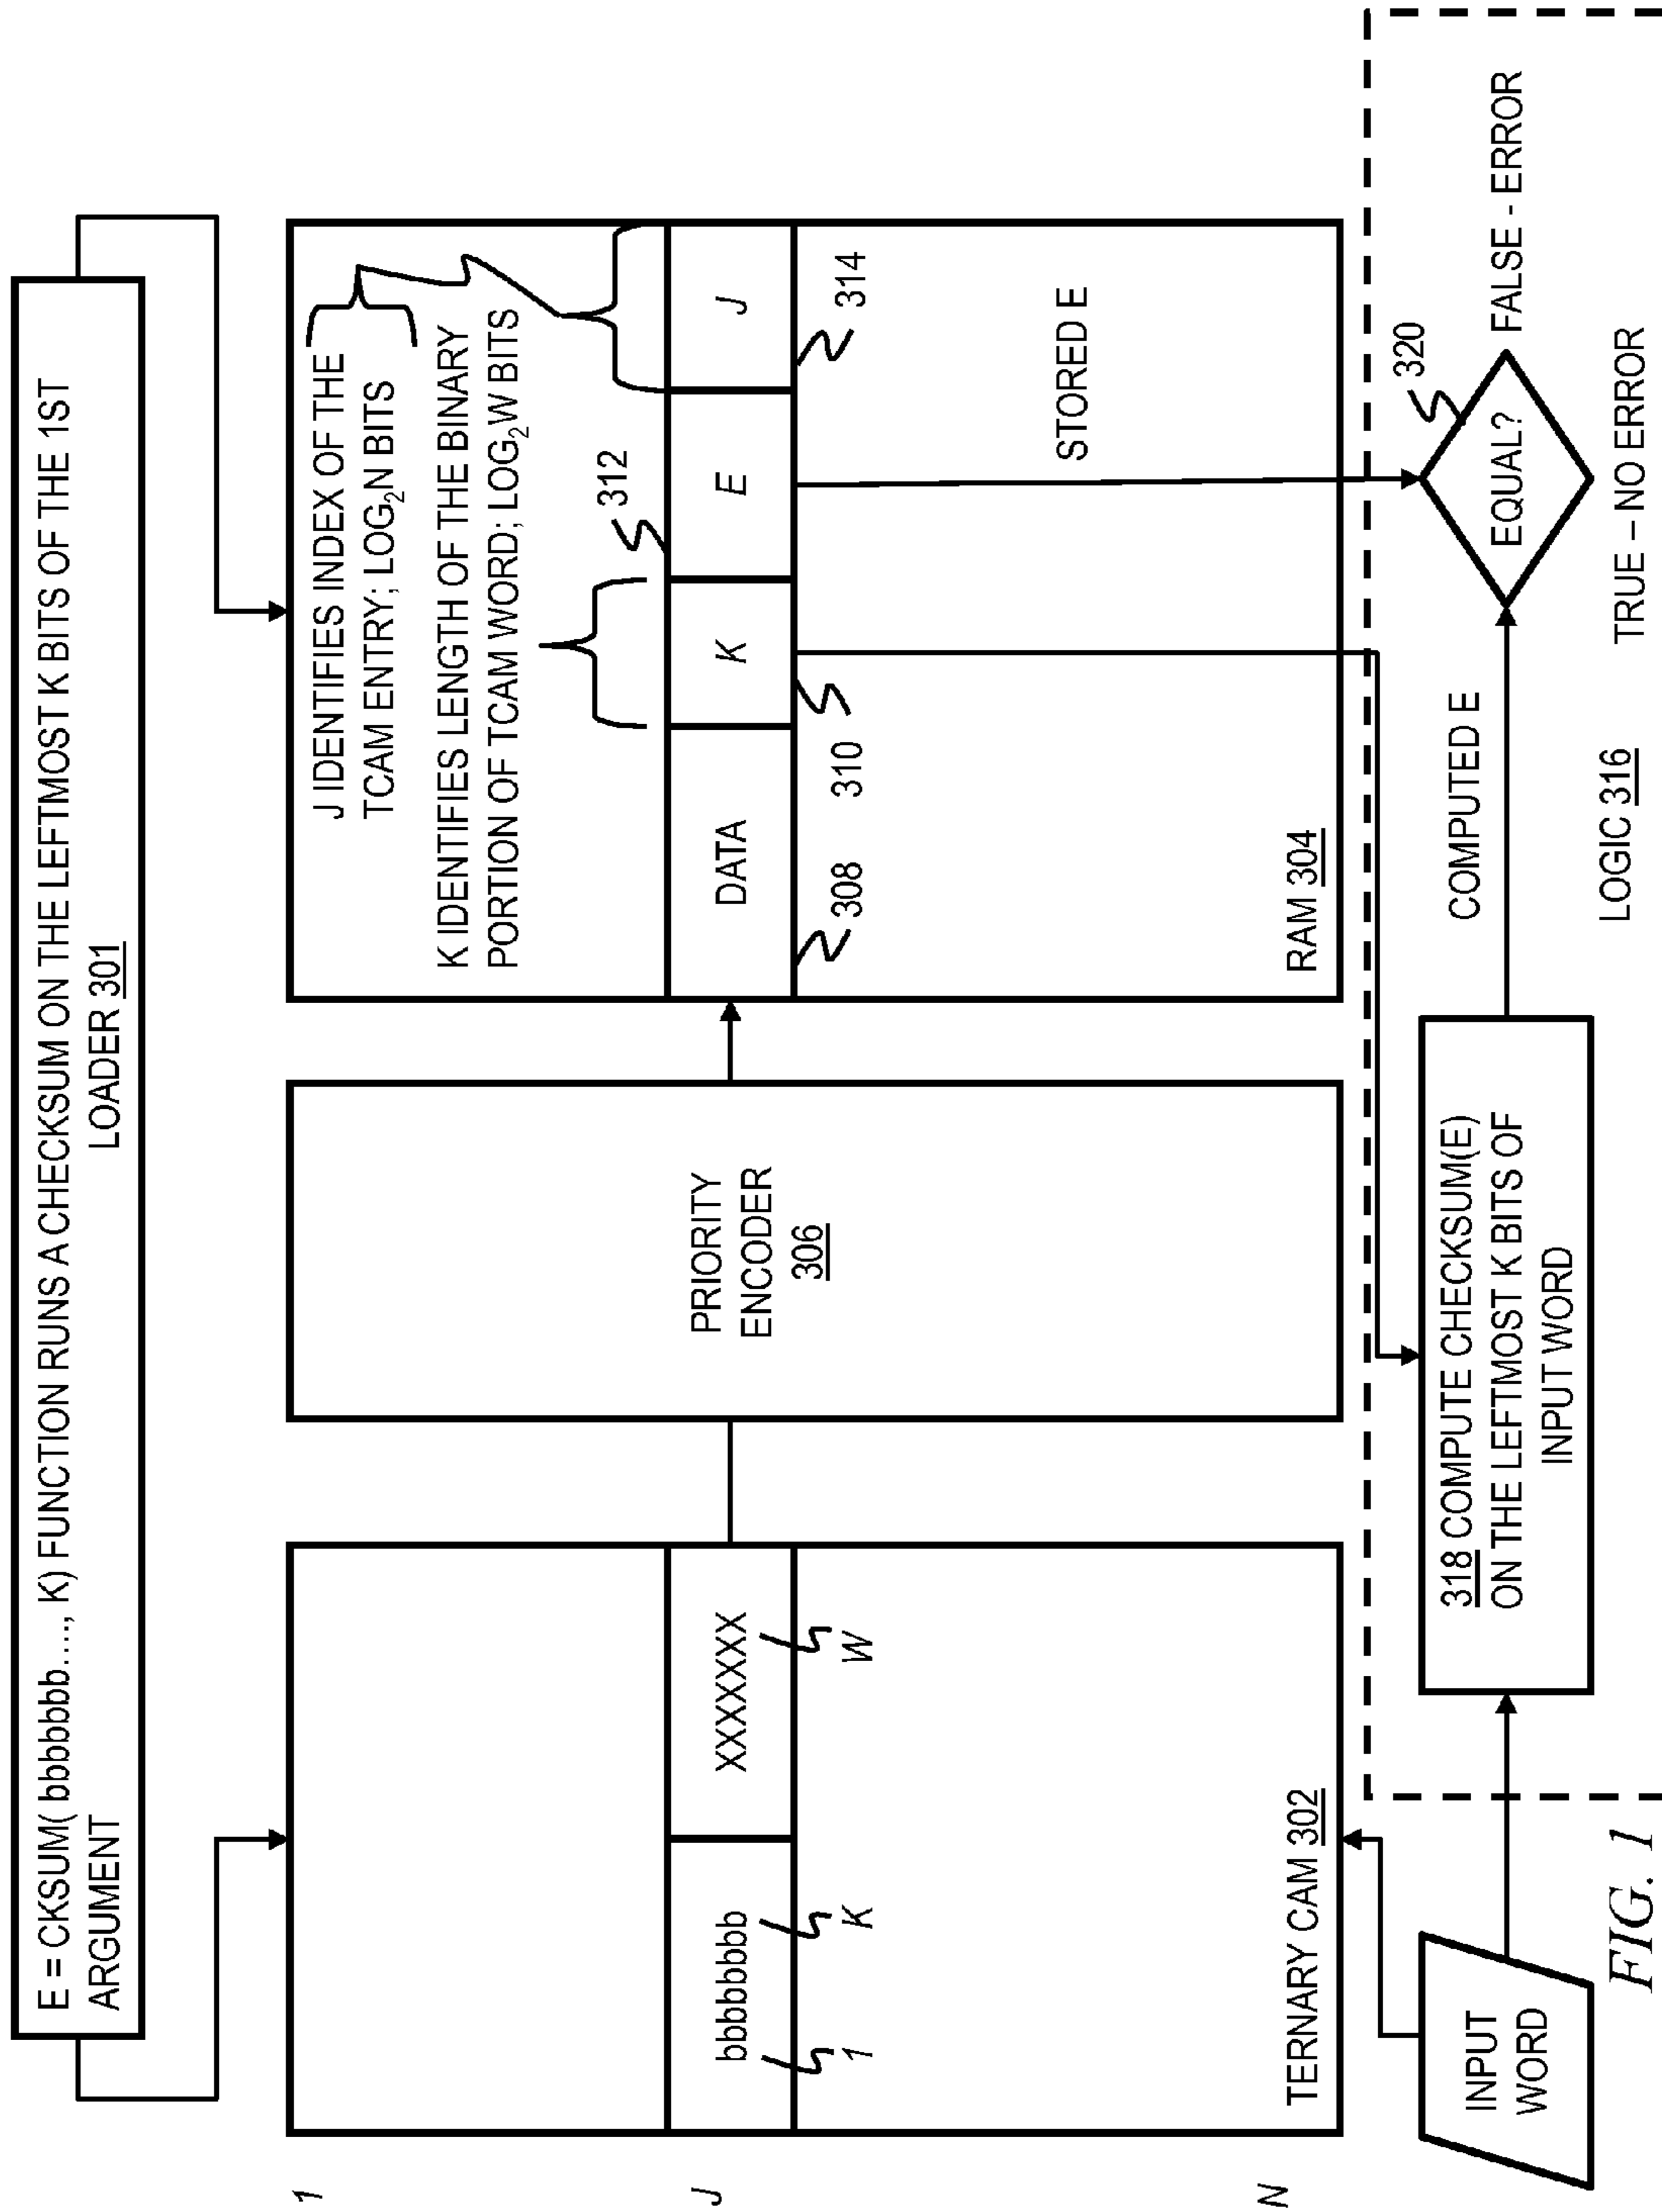 E = CKSUM( bbbbbbb...., K) FUNCTION RUNS A CHECKSUM ON THE LEFTMOST K BITS OF THE 1ST
ARGUMENT
LOADER 301
1
J
N
bbbbbbbb
XXXXXXX
1
K
W
TERNARY CAM 302
PRIORITY
ENCODER
306
J IDENTIFIES INDEX OF THE
TCAM ENTRY; LOG2N BITS
K IDENTIFIES LENGTH OF THE BINARY
PORTION OF TCAM WORD; LOG2W BITS
312
DATA
K
E
J
308
310
314
STORED E
RAM 304
INPUT
WORD
318 COMPUTE CHECKSUM(E)
ON THE LEFTMOST K BITS OF
INPUT WORD
COMPUTED E
320
EQUAL?
FALSE - ERROR
TRUE – NO ERROR
LOGIC 316
FIG. 1